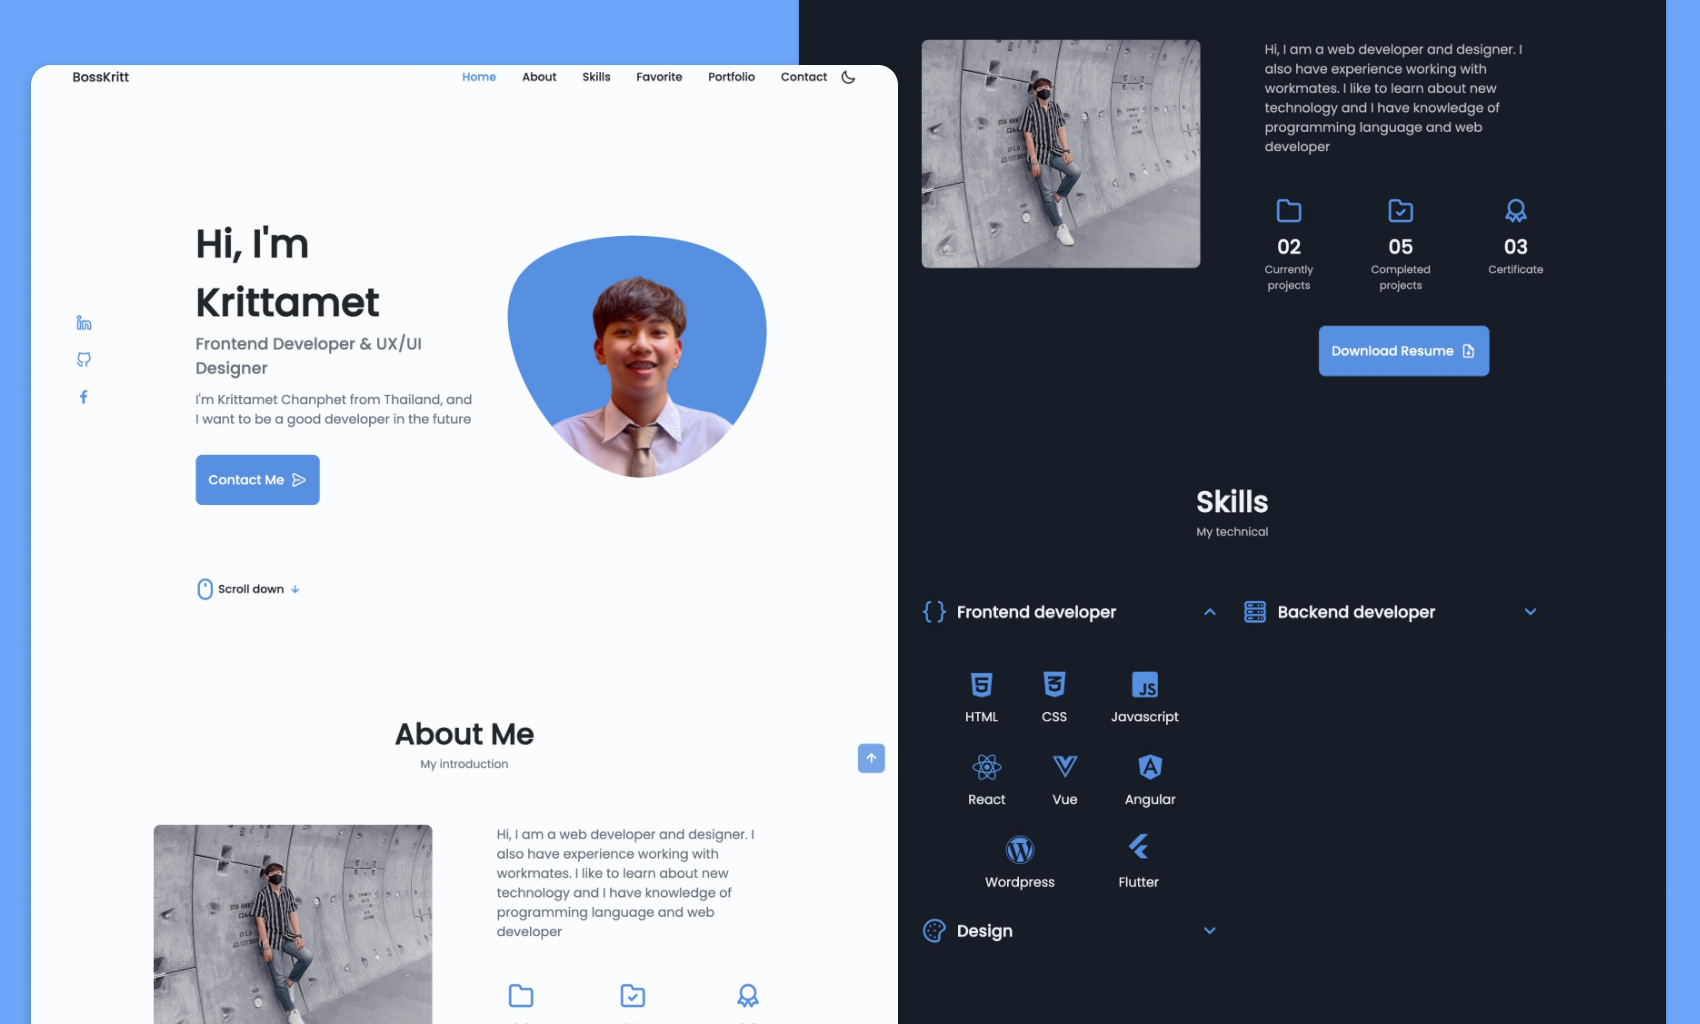 BossKritt
Home About Skills Favorite Portfolio Contact
Hi, I'm
Krittamet
Frontend Developer & UX/UI
Designer
I'm Krittamet Chanphet from Thailand, and
I want to be a good developer in the future
Contact Me
Scroll down
About Me
My introduction
Hi, I am a web developer and designer. I
also have experience working with
workmates. I like to learn about new
technology and I have knowledge of
programming language and web
developer
Hi, I am a web developer and designer. I
also have experience working with
workmates. I like to learn about new
technology and I have knowledge of
programming language and web
developer
02 05 03
Currently Completed Certificate
projects projects
Download Resume
Skills
My technical
Frontend developer
Backend developer
JS
HTML CSS Javascript
React Vue Angular
Wordpress Flutter
Design